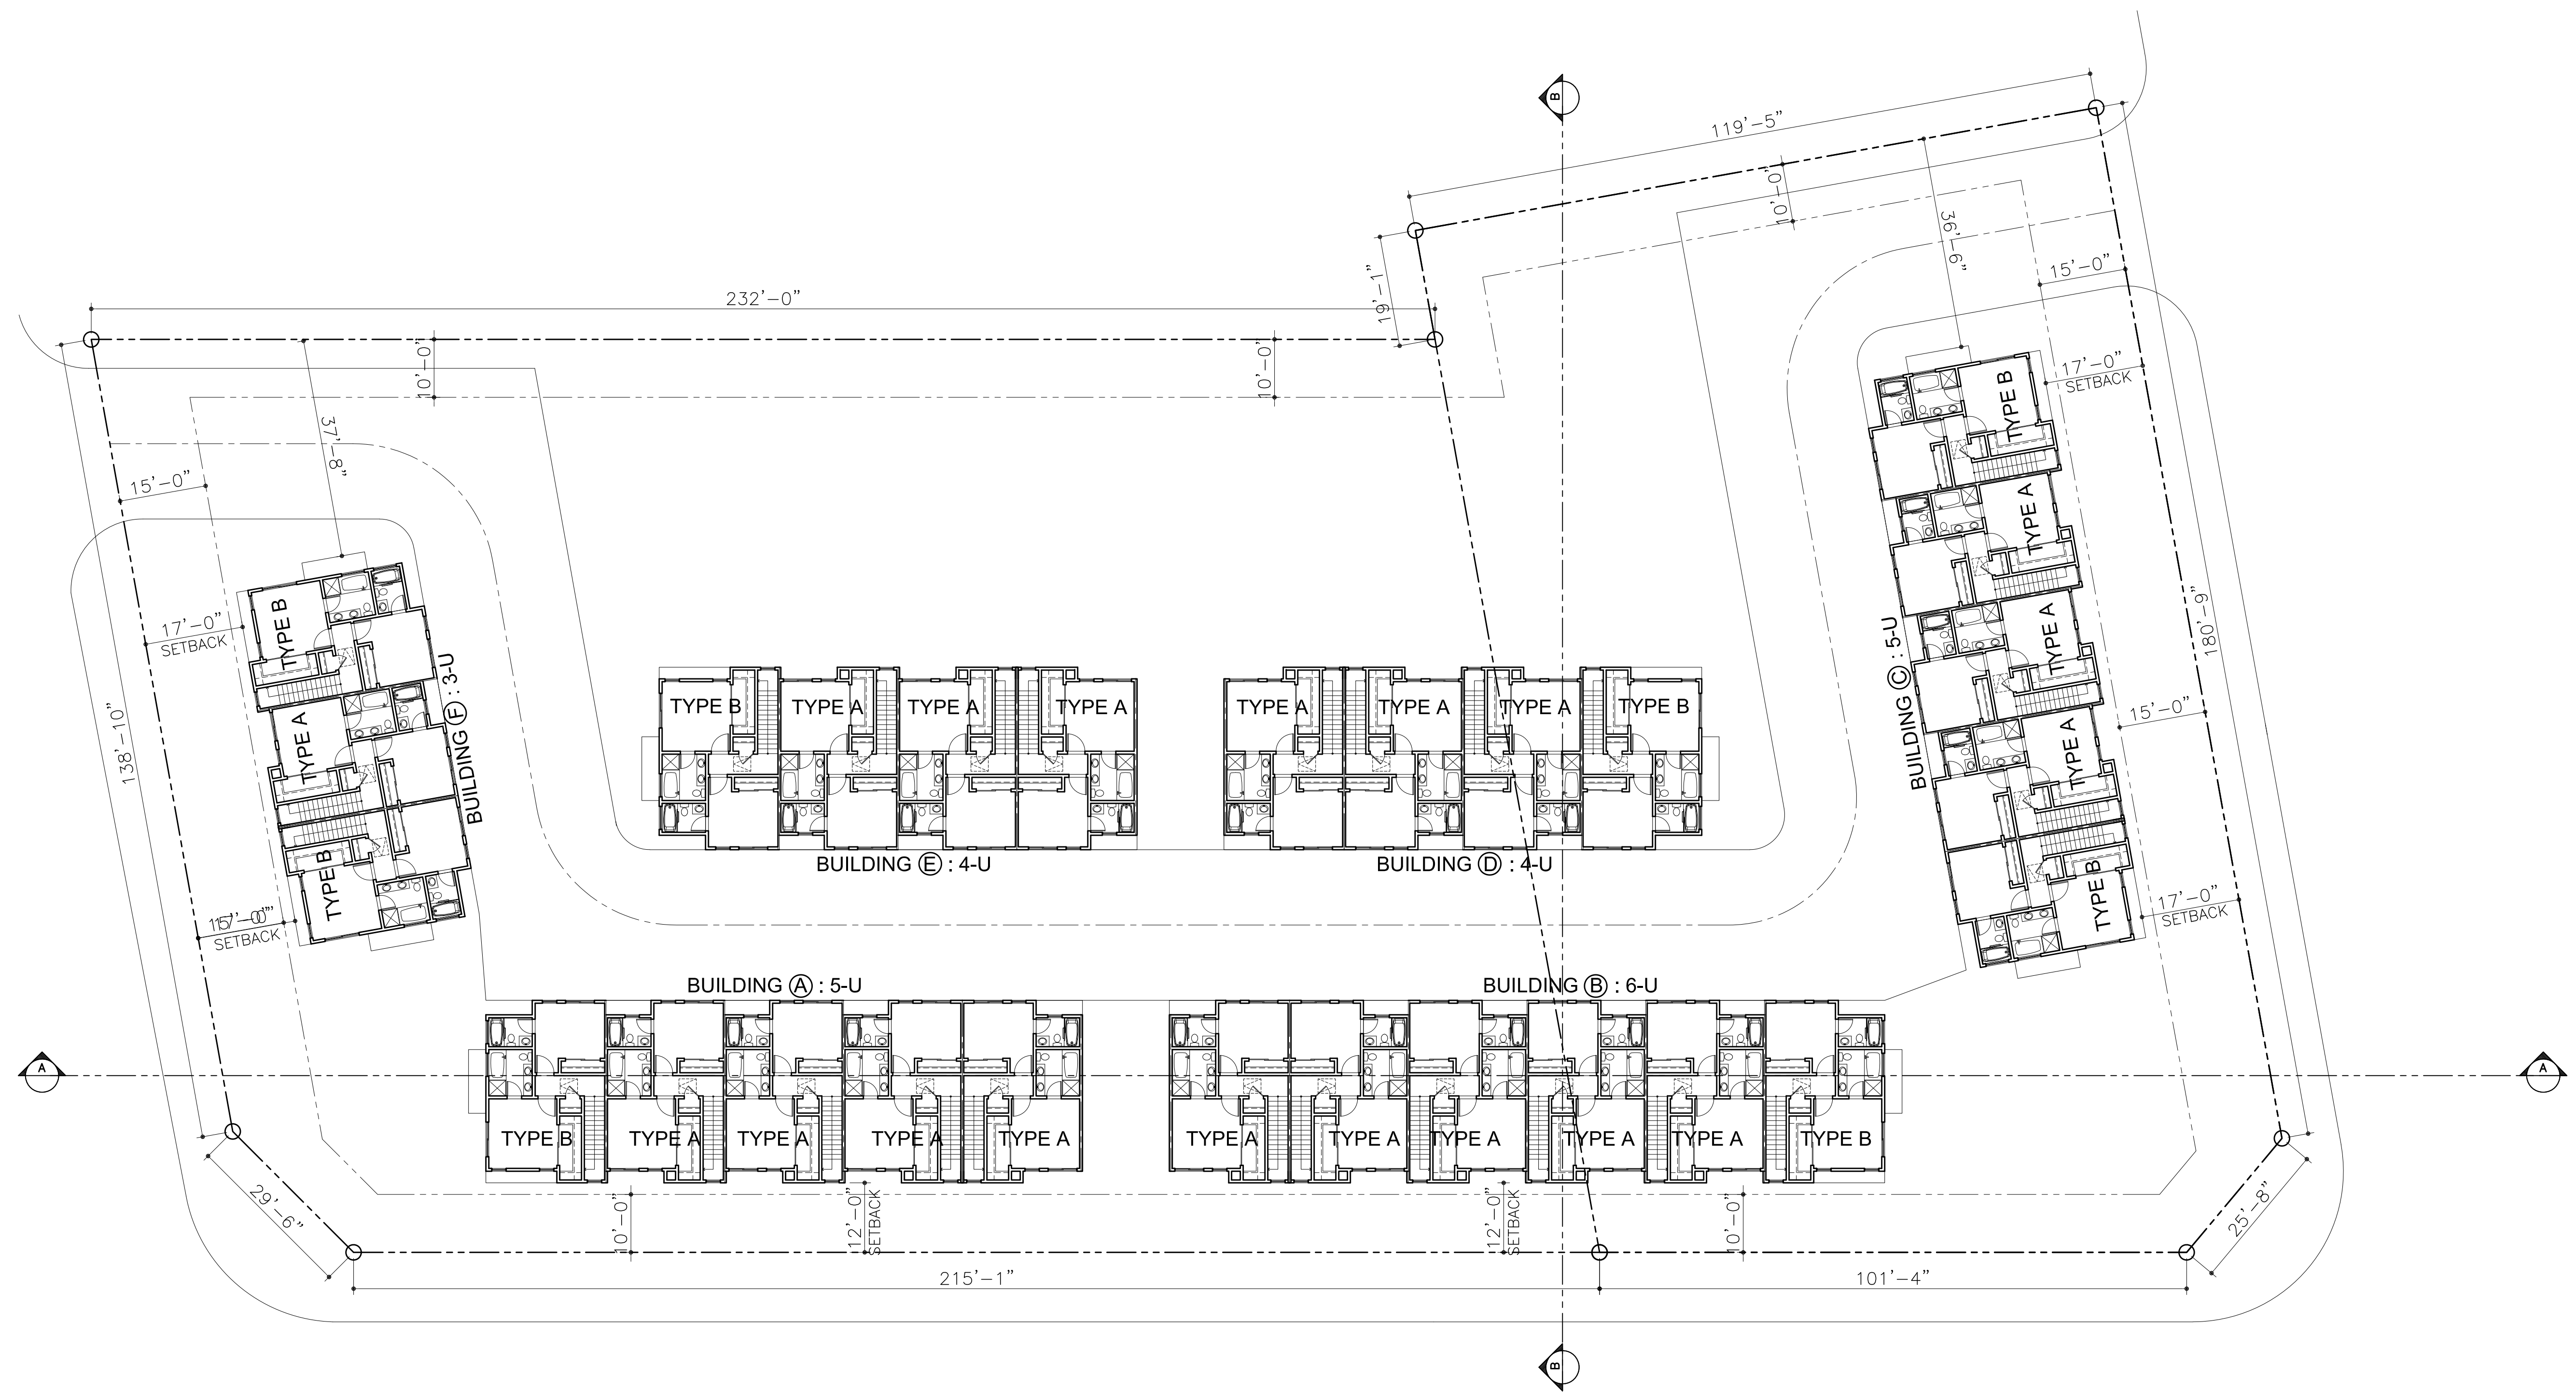 B
119'-5"
10'-0"
36'-6"
19'-1"
15'-0"
232'-0"
10'-0"
10'-0"
37'-8"
17'-0"
SETBACK
TYPE B
15'-0"
TYPE A
TYPE B
17'-0"
SETBACK
TYPE A
BUILDING C : 5-U
180'-9"
BUILDING F : 3-U
138'-10"
TYPE A
TYPE B
TYPE A
TYPE A
TYPE A
TYPE A
TYPE A
TYPE A
TYPE B
15'-0"
TYPE A
TYPE B
BUILDING E : 4-U
BUILDING D : 4-U
TYPE B
17'-0"
SETBACK
SETBACK
BUILDING A : 5-U
BUILDING B : 6-U
A
A
TYPE B
TYPE A
TYPE A
TYPE A
TYPE A
TYPE A
TYPE A
TYPE A
TYPE A
TYPE A
TYPE B
29'-6"
10'-0"
12'-0"
SETBACK
12'-0"
SETBACK
10'-0"
25'-8"
215'-1"
101'-4"
B